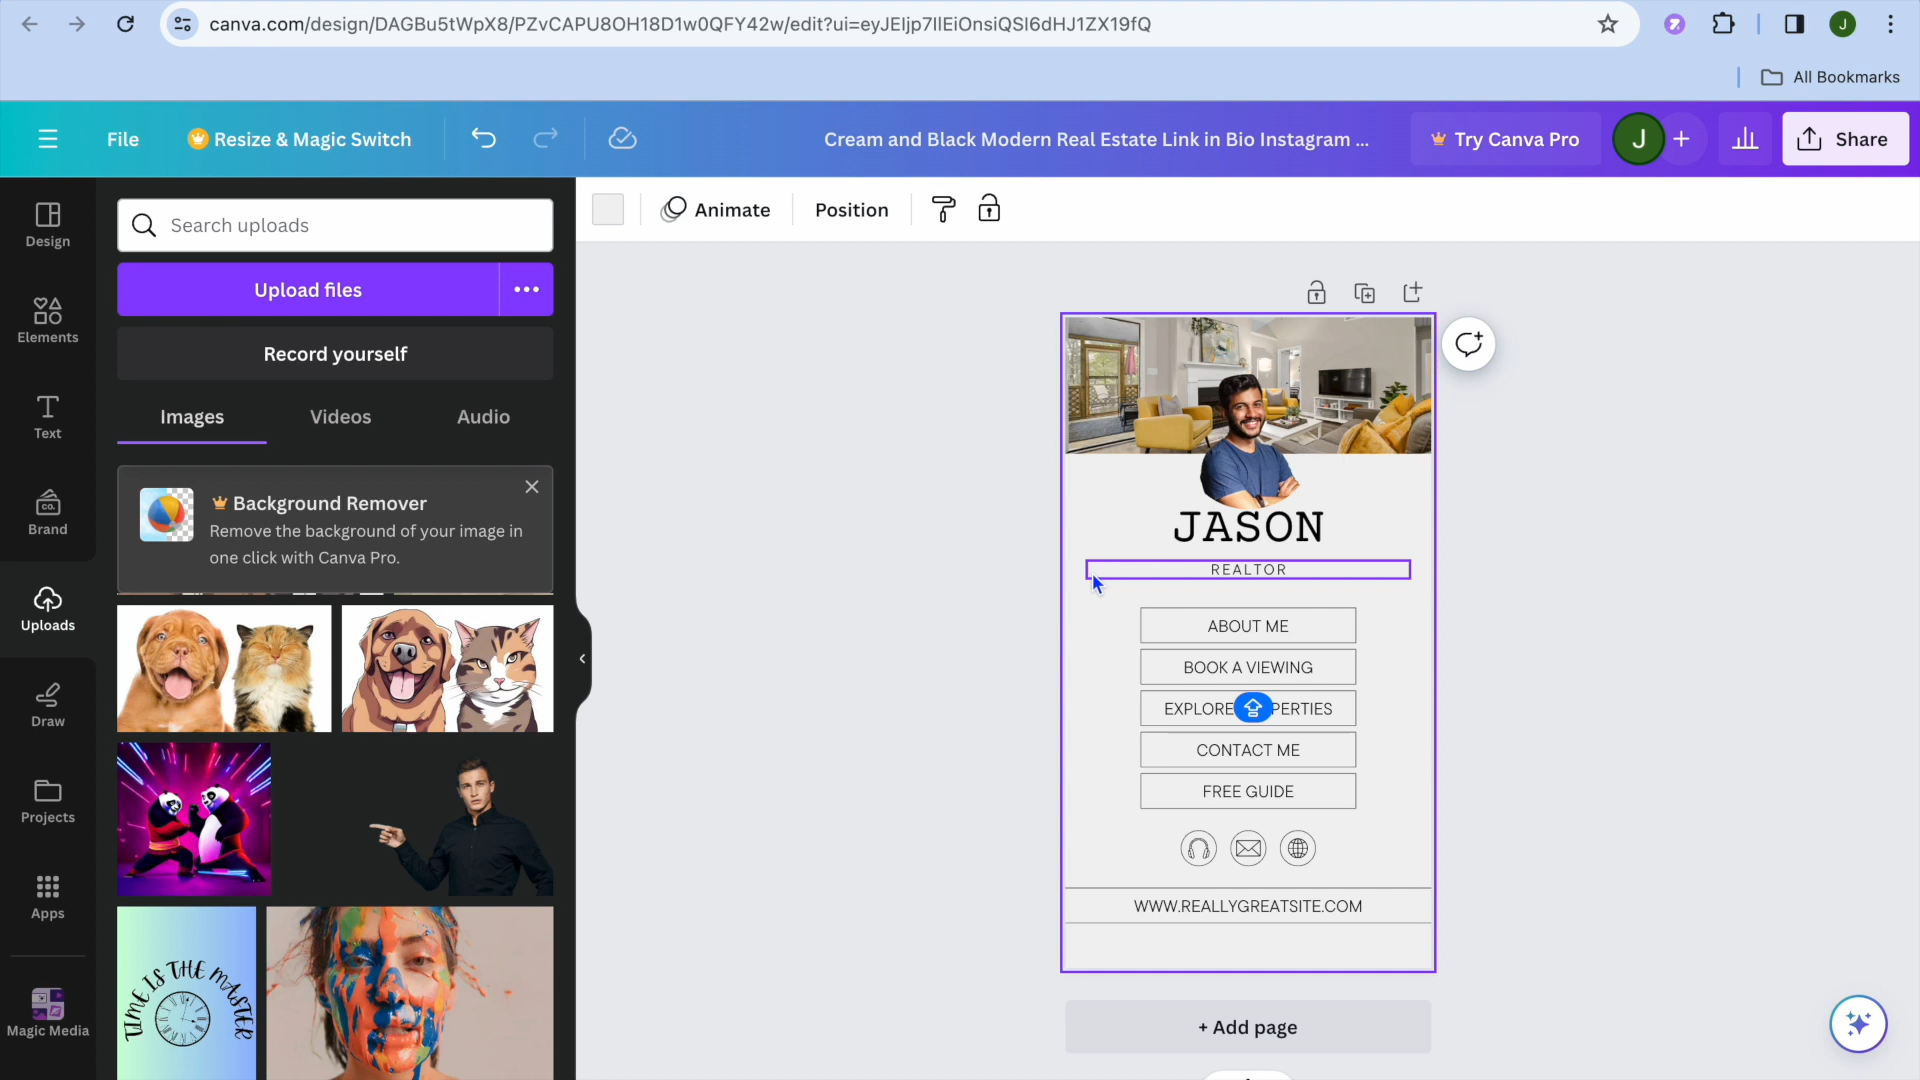 canva.com/design/DAGBu5tWpX8/PZvCAPU8OH18D1w0QFY42w/edit?ui=eyJEIjp7IlEiOnsiQSI6dHJ1ZX19fQ
J
All Bookmarks
File
Resize & Magic Switch
Cream and Black Modern Real Estate Link in Bio Instagram ...
Try Canva Pro
J
Share
Design
Elements
Text
Brand
CO.
Uploads
Draw
Projects
Apps
Magic Media
Search uploads
Upload files
Record yourself
Images
Videos
Audio
Background Remover
Remove the background of your image in
one click with Canva Pro.
TIME IS THE MASTER
Animate
Position
JASON
REALTOR
ABOUT ME
BOOK A VIEWING
EXPLORE PERTIES
CONTACT ME
FREE GUIDE
WWW.REALLYGREATSITE.COM
+ Add page